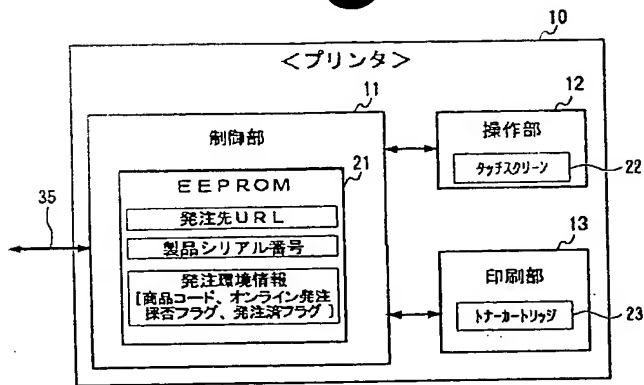 10
<プリンタ>
11
制御部
12
操作部
タッチスクリーン
22
21
EEPROM
発注先URL
製品シリアル番号
発注環境情報
[商品コード、オンライン発注
採否フラグ、発注済フラグ]
35
13
印刷部
トナーカートリッジ
23